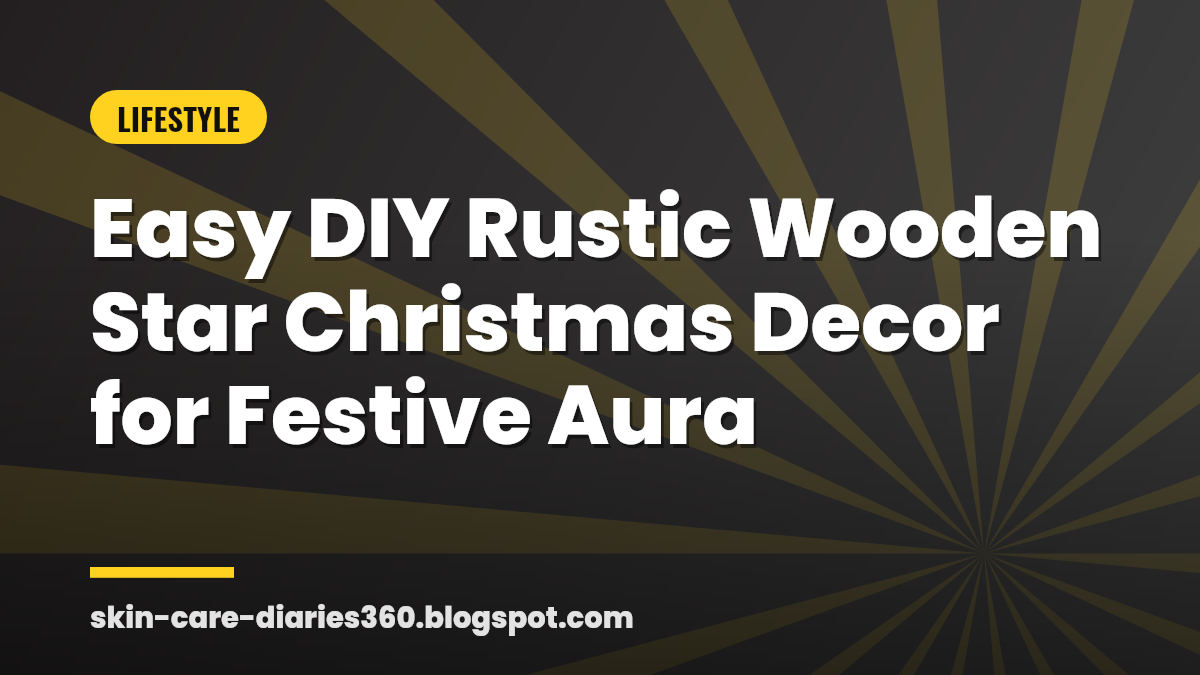 LIFESTYLE
Easy DIY Rustic Wooden
Star Christmas Decor
for Festive Aura
skin-care-diaries360.blogspot.com